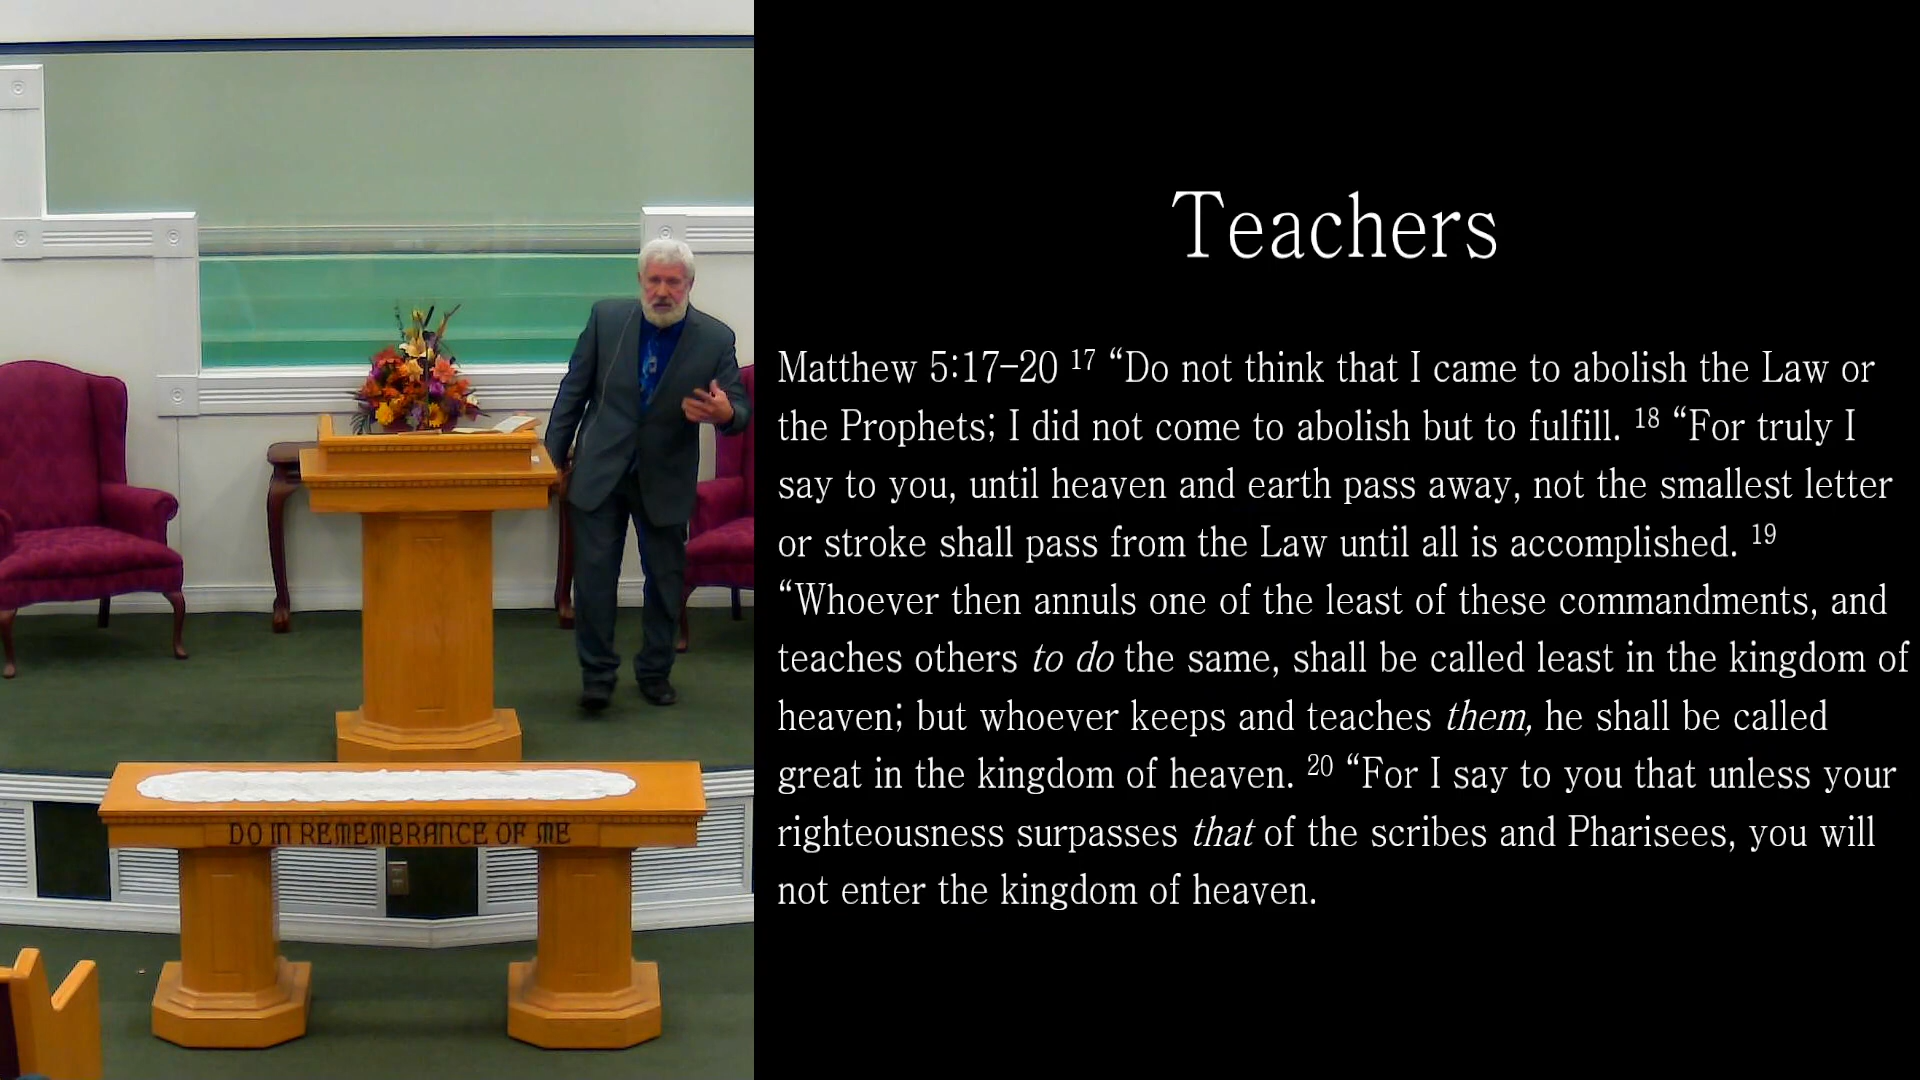 Teachers
Matthew 5:17–20 17 “Do not think that I came to abolish the Law or
the Prophets; I did not come to abolish but to fulfill. 18 “For truly I
say to you, until heaven and earth pass away, not the smallest letter
or stroke shall pass from the Law until all is accomplished. 19
“Whoever then annuls one of the least of these commandments, and
teaches others to do the same, shall be called least in the kingdom of
heaven; but whoever keeps and teaches them, he shall be called
great in the kingdom of heaven. 20 “For I say to you that unless your
righteousness surpasses that of the scribes and Pharisees, you will
not enter the kingdom of heaven.
DO IN REMEMBRANCE OF ME